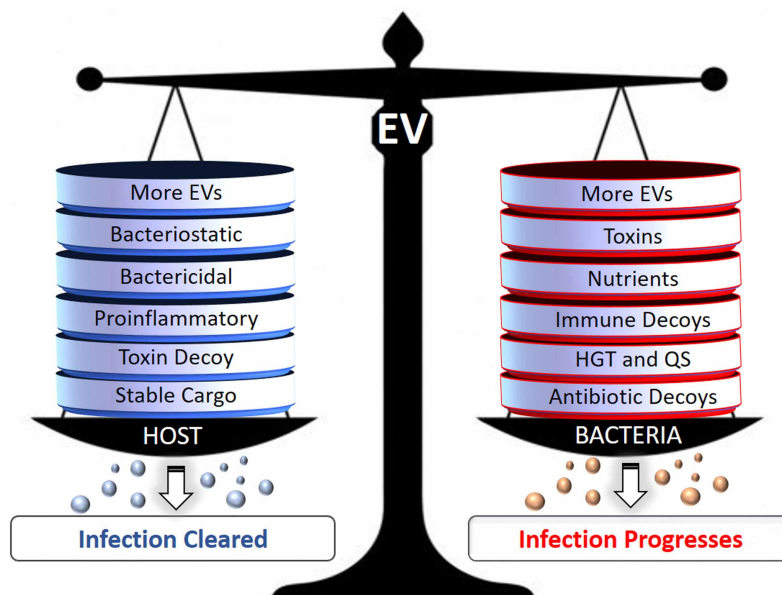 EV
More EVs
Bacteriostatic
Bactericidal
Proinflammatory
Toxin Decoy
Stable Cargo
HOST
Infection Cleared
More EVs
Toxins
Nutrients
Immune Decoys
HGT and QS
Antibiotic Decoys
BACTERIA
Infection Progresses